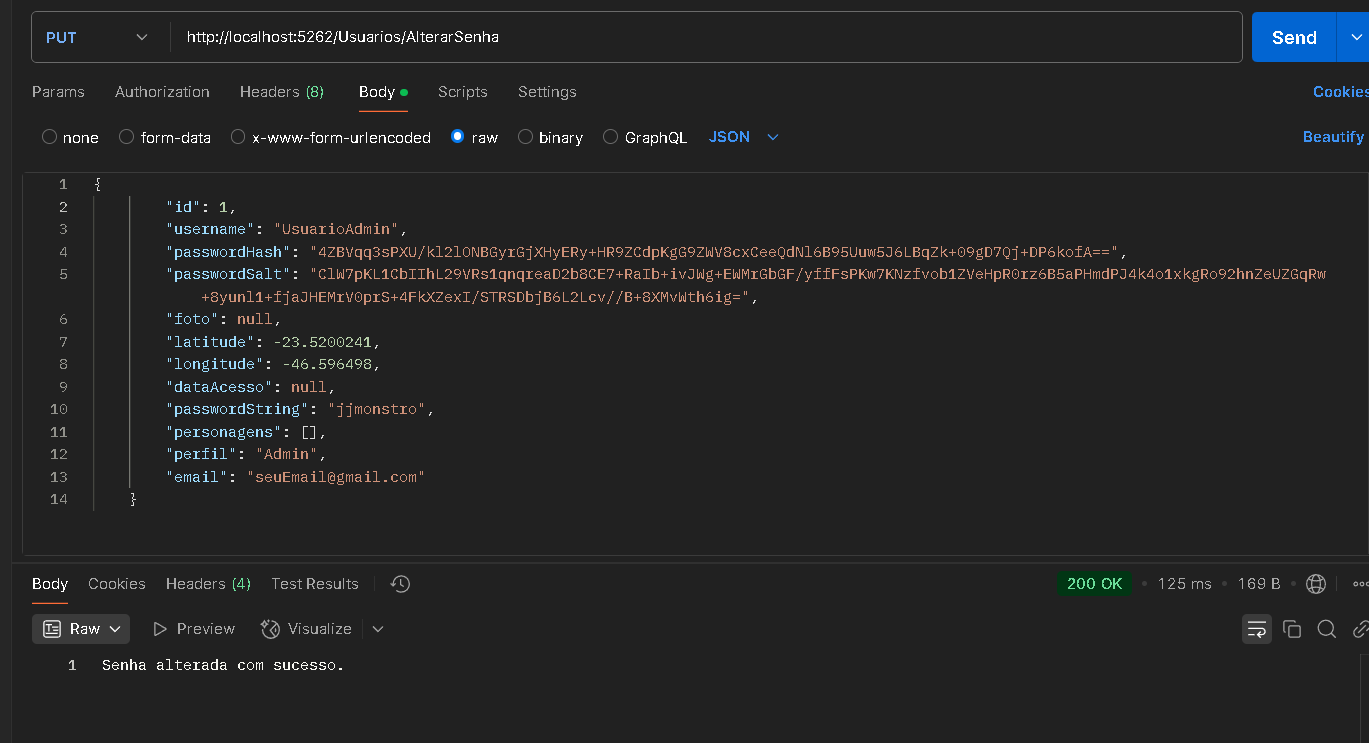 PUT http://localhost:5262/Usuarios/AlterarSenha Send
Params Authorization Headers (8) Body Scripts Settings Cookies
none form-data x-www-form-urlencoded raw binary GraphQL JSON Beautify
1 {
2 "id": 1,
3 "username": "UsuarioAdmin",
4 "passwordHash": "4ZBVqq3sPXU/kl2lONBGyrGjXHyERy+HR9ZCdpKgG9ZWV8cxCeeQdNl6B95Uuw5J6LBqZk+09gD7Qj+DP6kofA==",
5 "passwordSalt": "ClW7pKL1CbIIhL29VRs1qnqreaD2b8CE7+RaIb+ivJWg+EWMrGbGF/yffFsPKw7KNzfvob1ZVeHpR0rz6B5aPHmdPJ4k4o1xkgRo92hnZeUZGqRw
+8yunl1+fjaJHEMrV0prS+4FkXZexI/STRSDbjB6L2Lcv//B+8XMvWth6ig=",
6 "foto": null,
7 "latitude": -23.5200241,
8 "longitude": -46.596498,
9 "dataAcesso": null,
10 "passwordString": "jjmonstro",
11 "personagens": [],
12 "perfil": "Admin",
13 "email": "seuEmail@gmail.com"
14 }
Body Cookies Headers (4) Test Results 200 OK • 125 ms • 169 B •
Raw Preview Visualize
1 Senha alterada com sucesso.